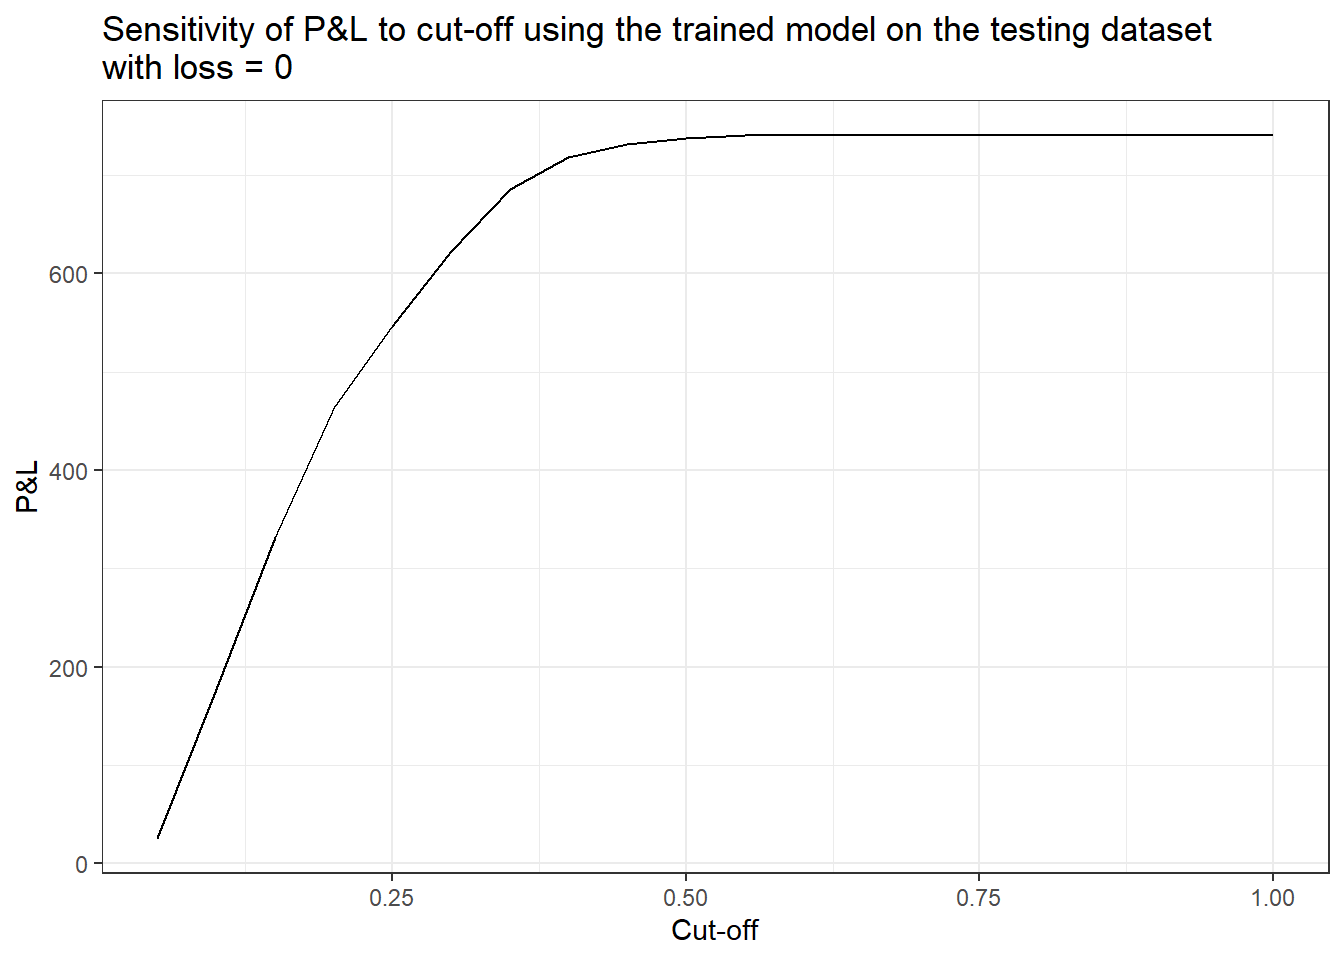 Sensitivity of P&L to cut-off using the trained model on the testing dataset
with loss = 0
P&L
600
400
200
0
0.25 0.50 0.75 1.00
Cut-off